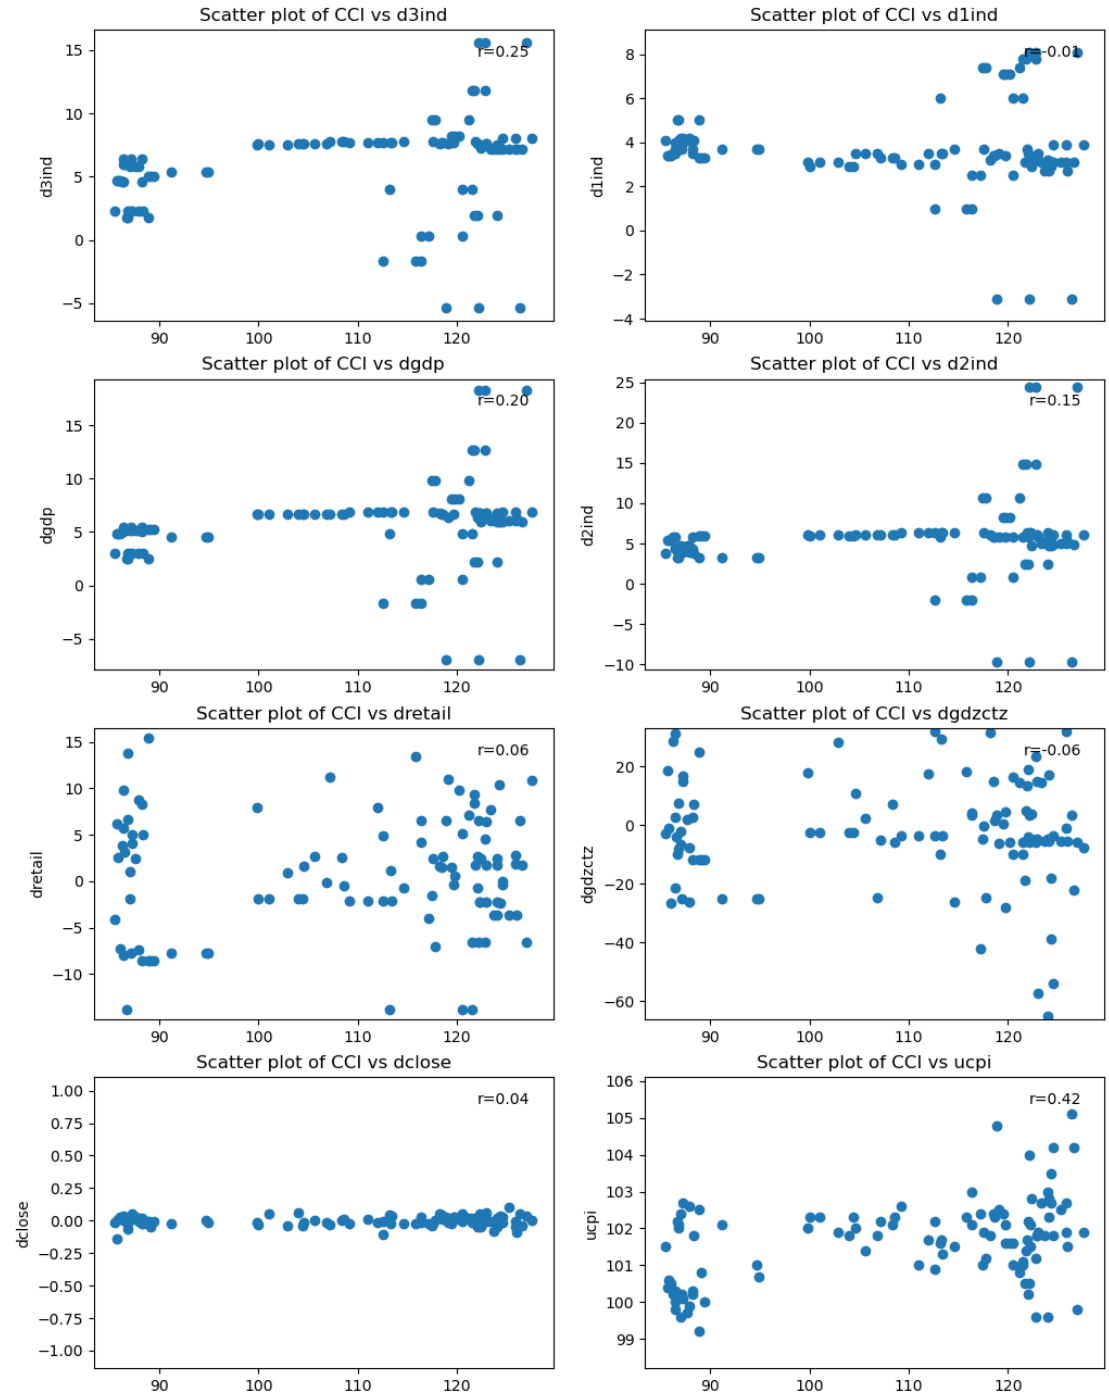 Scatter plot of CCI vs d3ind
r=0.25
d3ind
15
10
5
0
−5
90 100 110 120
Scatter plot of CCI vs d1ind
r=-0.01
d1ind
8
6
4
2
0
−2
−4
90 100 110 120
Scatter plot of CCI vs dgdp
r=0.20
dgdp
15
10
5
0
−5
90 100 110 120
Scatter plot of CCI vs d2ind
r=0.15
d2ind
25
20
15
10
5
0
−5
−10
90 100 110 120
Scatter plot of CCI vs dretail
r=0.06
dretail
15
10
5
0
−5
−10
90 100 110 120
Scatter plot of CCI vs dgdzctz
r=-0.06
dgdzctz
20
0
−20
−40
−60
90 100 110 120
Scatter plot of CCI vs dclose
r=0.04
dclose
1.00
0.75
0.50
0.25
0.00
−0.25
−0.50
−0.75
−1.00
90 100 110 120
Scatter plot of CCI vs ucpi
r=0.42
ucpi
106
105
104
103
102
101
100
99
90 100 110 120